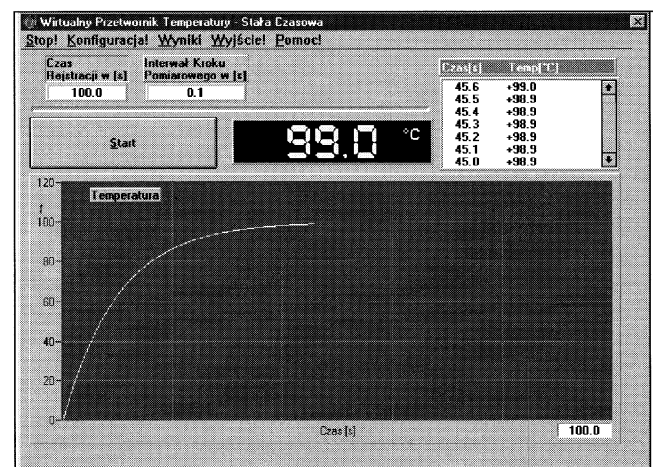 Wirtualny Przetwornik Temperatury - Stała Czasowa
Stop! Konfiguracja! Wyniki Wyjście! Pomoc!
Czas
Rejstracji w [s]
100.0
Interwał Kroku
Pomiarowego w [s]
0.1
Start
99.0 °C
Czas[s] Temp[°C]
45.6 +99.0
45.5 +98.9
45.4 +98.9
45.3 +98.9
45.2 +98.9
45.1 +98.9
45.0 +98.9
Temperatura
120
100
80
60
40
20
0
Czas [s]
100.0